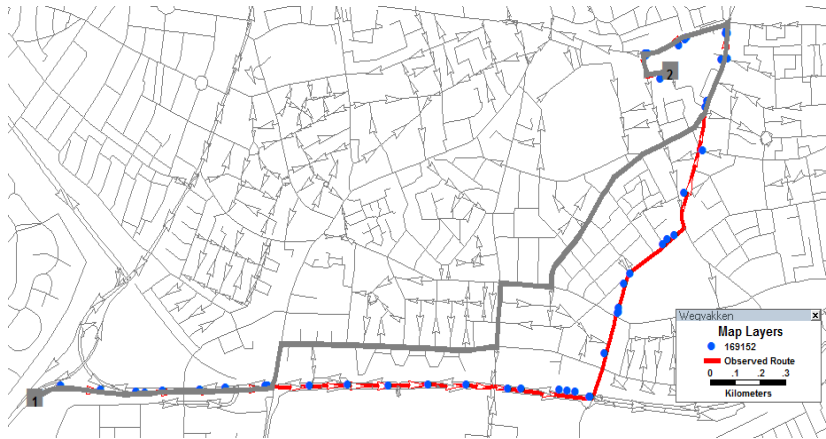 2
1
Wegvakken x
Map Layers
169152
Observed Route
0 .1 .2 .3
Kilometers